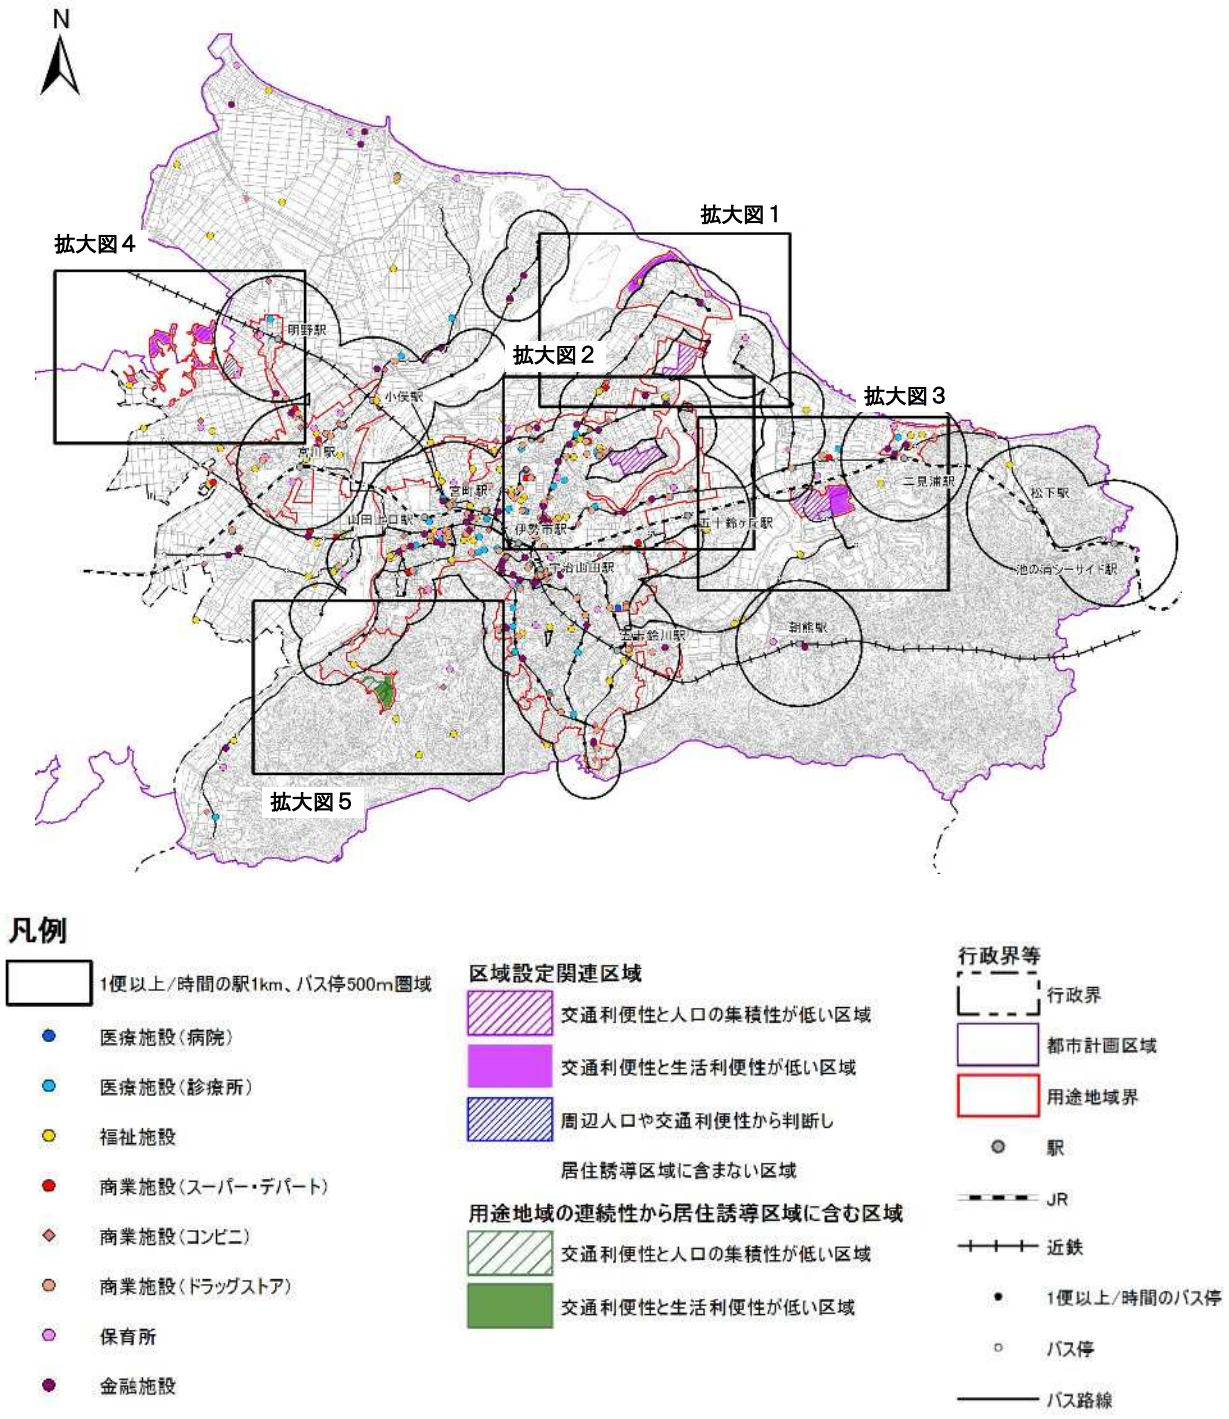 N
拡大図1
拡大図4
明野駅
拡大図2
小俣駅
拡大図3
宮川駅
宮町駅
二見浦駅
松下駅
山田上口駅
伊勢市駅
五十鈴ヶ丘駅
宇治山田駅
池の浦シーサイド駅
五十鈴川駅
朝熊駅
拡大図5
凡例
1便以上/時間の駅1km、バス停500m圏域
医療施設(病院)
医療施設(診療所)
福祉施設
商業施設(スーパー・デパート)
商業施設(コンビニ)
商業施設(ドラッグストア)
保育所
金融施設
区域設定関連区域
交通利便性と人口の集積性が低い区域
交通利便性と生活利便性が低い区域
周辺人口や交通利便性から判断し
居住誘導区域に含まない区域
用途地域の連続性から居住誘導区域に含む区域
交通利便性と人口の集積性が低い区域
交通利便性と生活利便性が低い区域
行政界等
行政界
都市計画区域
用途地域界
駅
JR
近鉄
1便以上/時間のバス停
バス停
バス路線